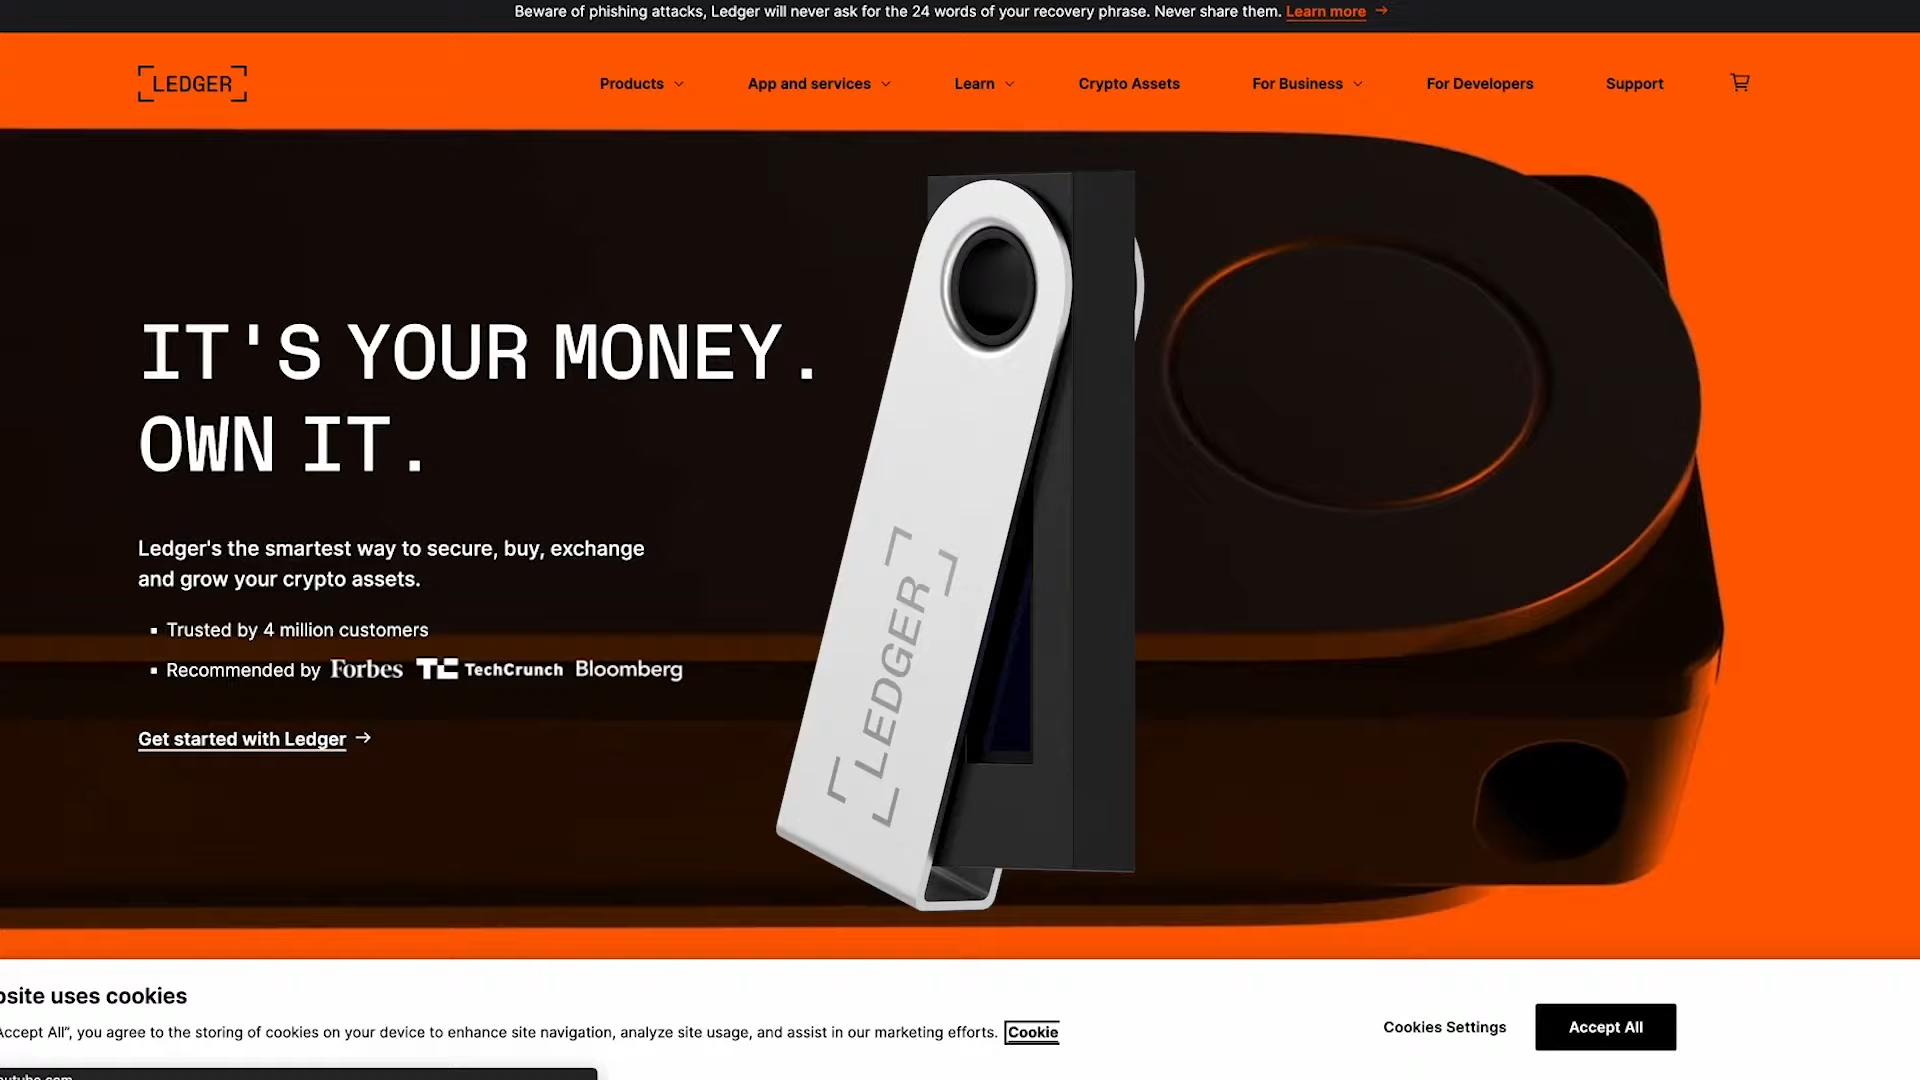 Beware of phishing attacks, Ledger will never ask for the 24 words of your recovery phrase. Never share them. Learn more →
LEDGER
Products
App and services
Learn
Crypto Assets
For Business
For Developers
Support
IT'S YOUR MONEY.
OWN IT.
Ledger's the smartest way to secure, buy, exchange
and grow your crypto assets.
▪ Trusted by 4 million customers
▪ Recommended by Forbes TC TechCrunch Bloomberg
Get started with Ledger →
LEDGER
uses cookies
Accept All", you agree to the storing of cookies on your device to enhance site navigation, analyze site usage, and assist in our marketing efforts. Cookie
Cookies Settings
Accept All